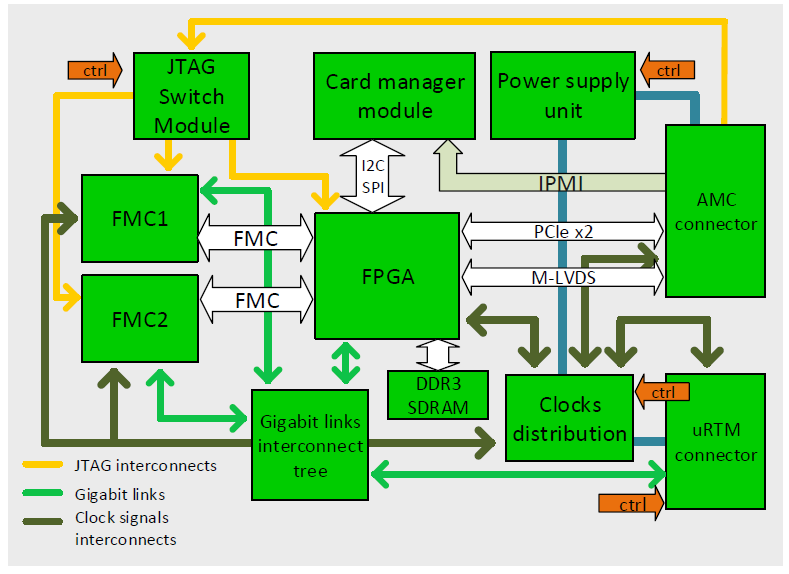 ctrl
JTAG
Switch
Module
Card manager
module
Power supply
unit
ctrl
I2C
SPI
IPMI
AMC
connector
FMC1
FMC
FPGA
PCIe x2
M-LVDS
FMC2
FMC
DDR3
SDRAM
Clocks
distribution
ctrl
uRTM
connector
Gigabit links
interconnect
tree
ctrl
JTAG interconnects
Gigabit links
Clock signals
interconnects